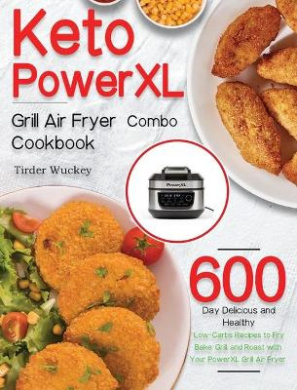 Keto
PowerXL
Grill Air Fryer Combo
Cookbook
Tirder Wuckey
PowerXL
600
Day Delicious and
Healthy
Low-Carbs Recipes to Fry
Bake Grill and Roast with
Your PowerXL Grill Air Fryer